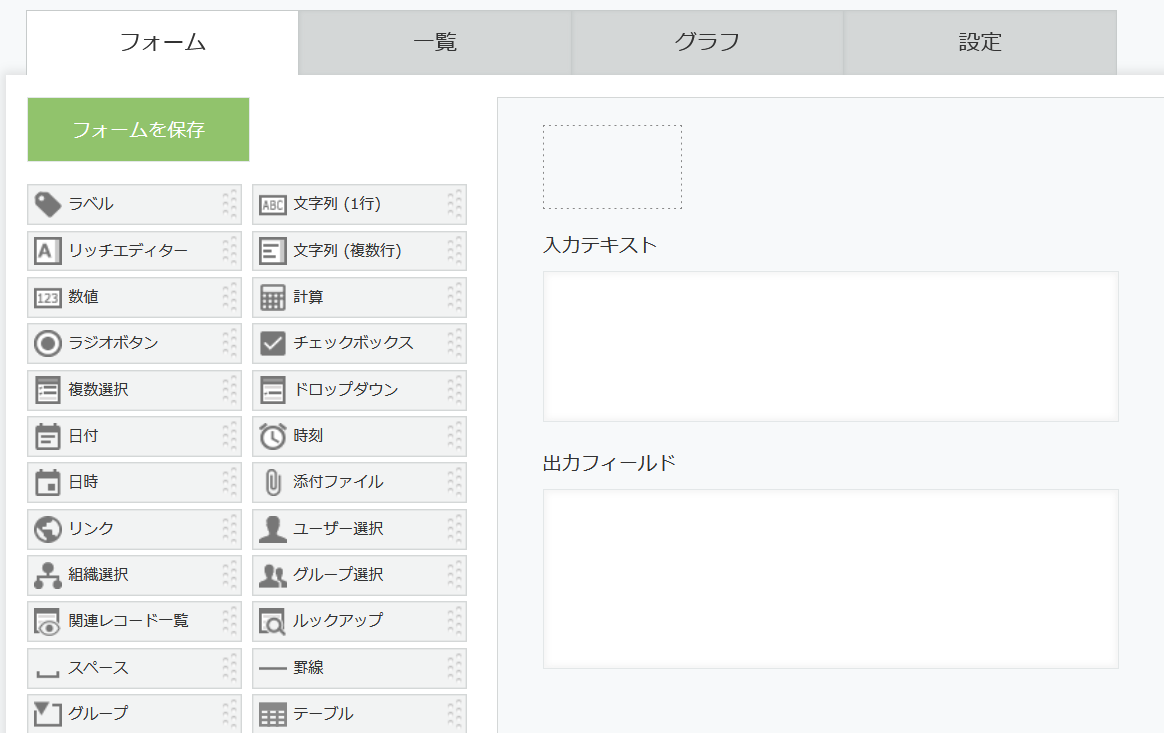 フォーム 一覧 グラフ 設定
フォームを保存
ラベル
ABC 文字列 (1行)
A リッチエディター
文字列 (複数行)
123 数値
計算
ラジオボタン
チェックボックス
複数選択
ドロップダウン
日付
時刻
日時
添付ファイル
リンク
ユーザー選択
組織選択
グループ選択
関連レコード一覧
ルックアップ
スペース
罫線
グループ
テーブル
入力テキスト
出力フィールド